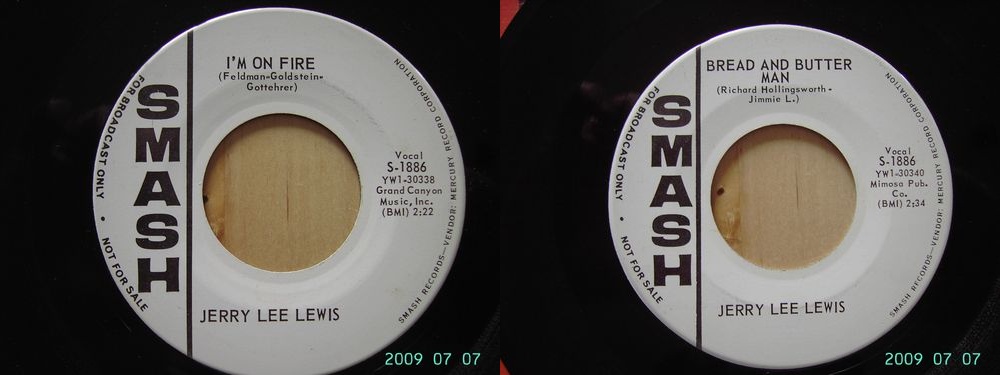 I'M ON FIRE
(Feldman-Goldstein-
Gottehrer)
SMASH
FOR BROADCAST ONLY • NOT FOR SALE
Vocal
S-1886
YW1-30338
Grand Canyon
Music, Inc.
(BMI) 2:22
SMASH RECORDS—VENDOR: MERCURY RECORD CORPORATION
JERRY LEE LEWIS
2009 07 07
BREAD AND BUTTER
MAN
(Richard Hollingsworth-
Jimmie L.)
SMASH
FOR BROADCAST ONLY • NOT FOR SALE
Vocal
S-1886
YW1-30340
Mimosa Pub.
Co.
(BMI) 2:34
SMASH RECORDS—VENDOR: MERCURY RECORD CORPORATION
JERRY LEE LEWIS
2009 07 07